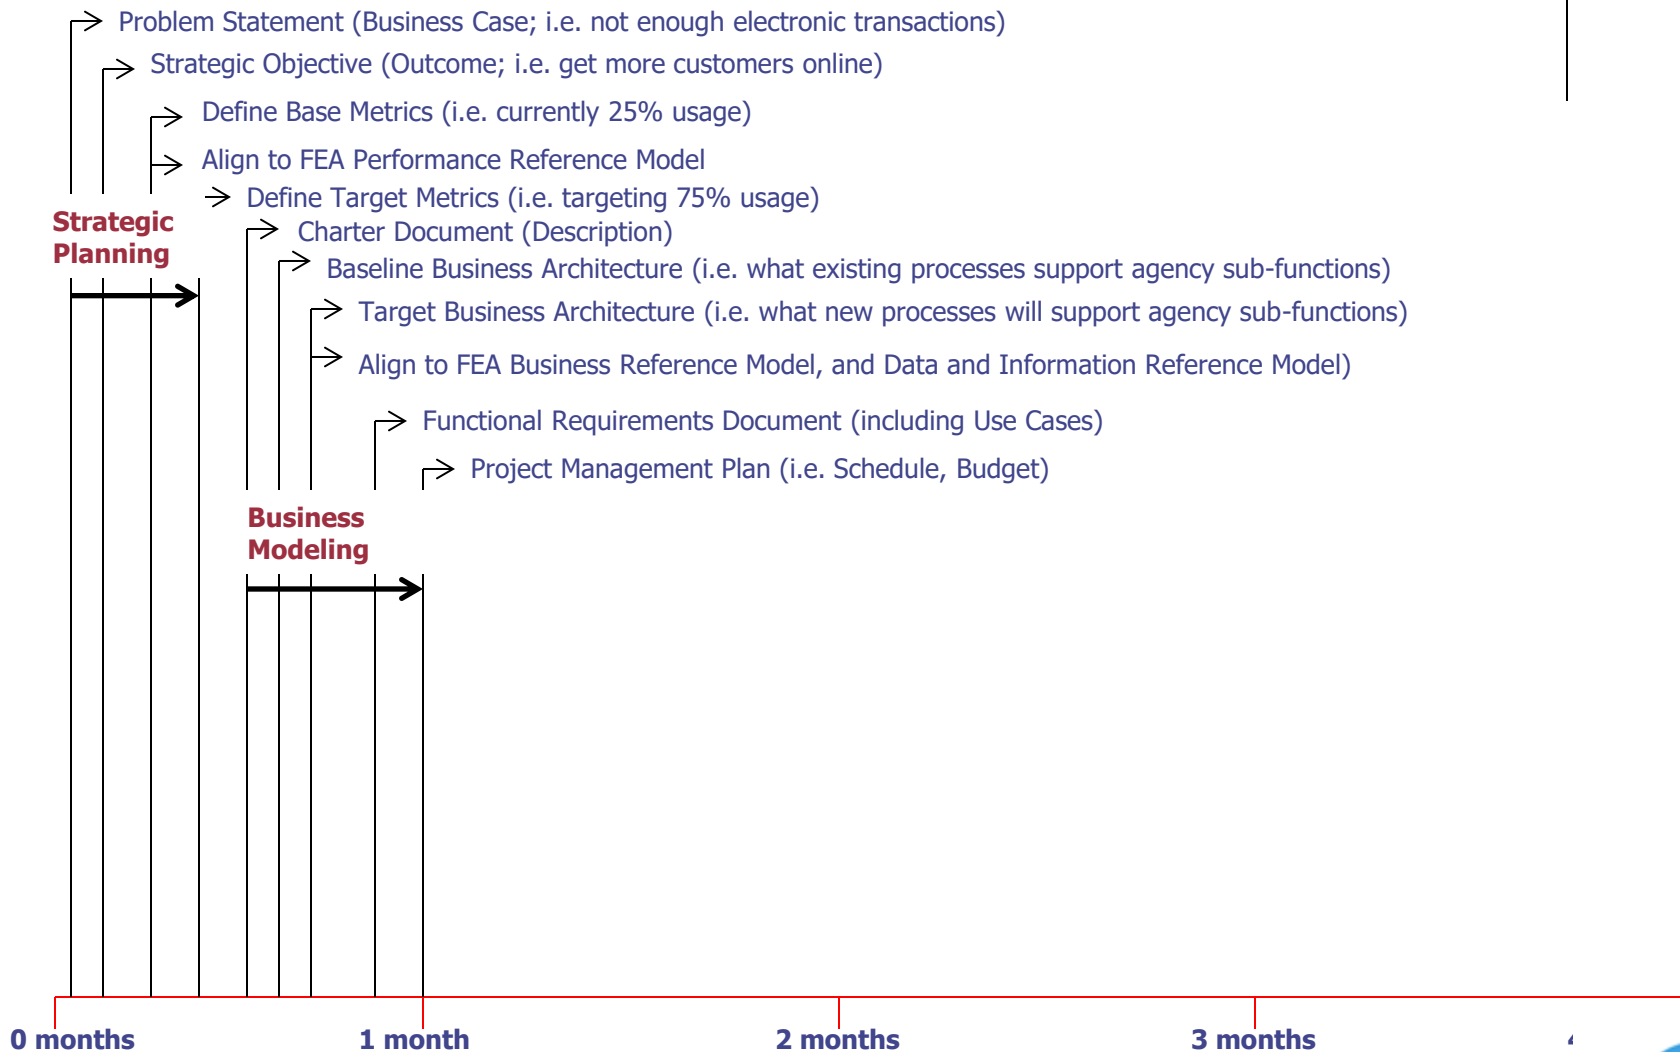 Problem Statement (Business Case; i.e. not enough electronic transactions)
Strategic Objective (Outcome; i.e. get more customers online)
Define Base Metrics (i.e. currently 25% usage)
Align to FEA Performance Reference Model
Define Target Metrics (i.e. targeting 75% usage)
Strategic
Planning
Charter Document (Description)
Baseline Business Architecture (i.e. what existing processes support agency sub-functions)
Target Business Architecture (i.e. what new processes will support agency sub-functions)
Align to FEA Business Reference Model, and Data and Information Reference Model)
Functional Requirements Document (including Use Cases)
Project Management Plan (i.e. Schedule, Budget)
Business
Modeling
0 months
1 month
2 months
3 months